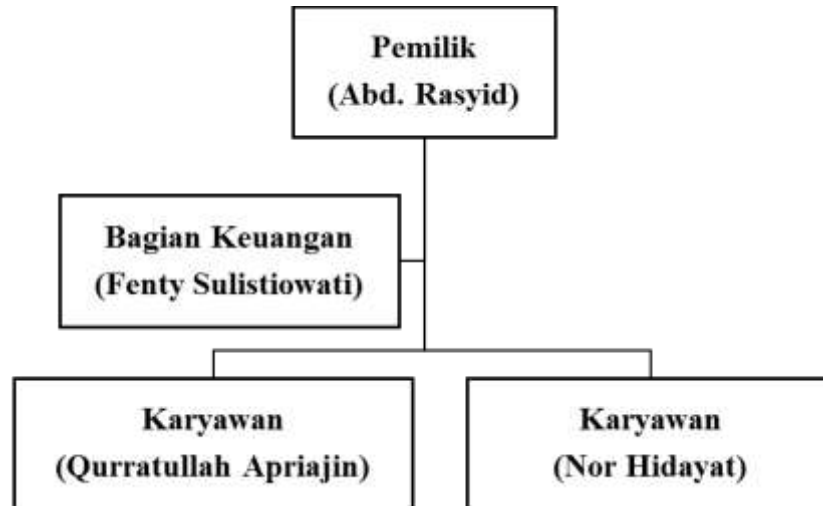 Pemilik
(Abd. Rasyid)
Bagian Keuangan
(Fenty Sulistiowati)
Karyawan
(Qurratullah Apriajin)
Karyawan
(Nor Hidayat)